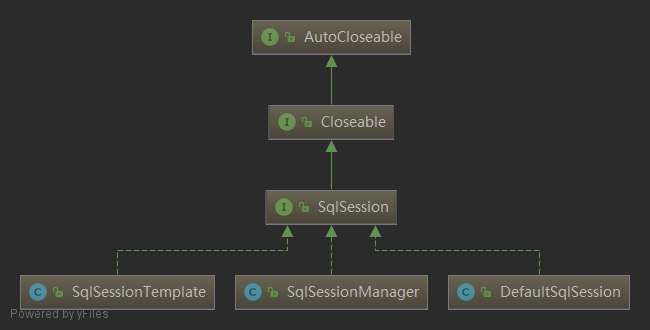 I AutoCloseable
I Closeable
I SqlSession
C SqlSessionTemplate
C SqlSessionManager
C DefaultSqlSession
Powered by yFiles